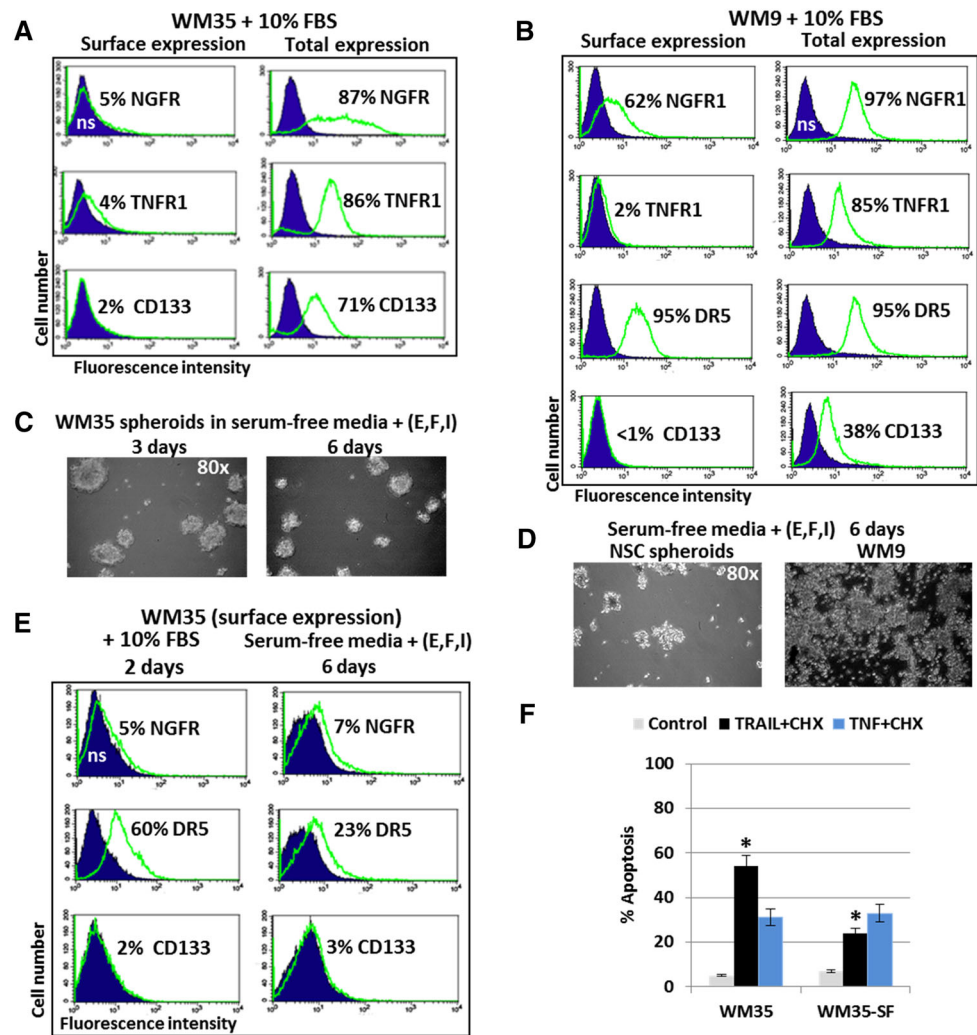 A
WM35 + 10% FBS
Surface expression Total expression
5% NGFR
ns
87% NGFR
4% TNFR1
86% TNFR1
2% CD133
71% CD133
Cell number
Fluorescence intensity
B
WM9 + 10% FBS
Surface expression Total expression
62% NGFR1
97% NGFR1
ns
2% TNFR1
85% TNFR1
95% DR5
95% DR5
<1% CD133
38% CD133
Cell number
Fluorescence intensity
C
WM35 spheroids in serum-free media + (E,F,I)
3 days 6 days
80x
D
Serum-free media + (E,F,I) 6 days
NSC spheroids WM9
80x
E
WM35 (surface expression)
+ 10% FBS Serum-free media + (E,F,I)
2 days 6 days
5% NGFR
ns
7% NGFR
60% DR5
23% DR5
2% CD133
3% CD133
Cell number
Fluorescence intensity
F
Control TRAIL+CHX TNF+CHX
% Apoptosis
100
80
60
40
20
0
*
*
WM35 WM35-SF